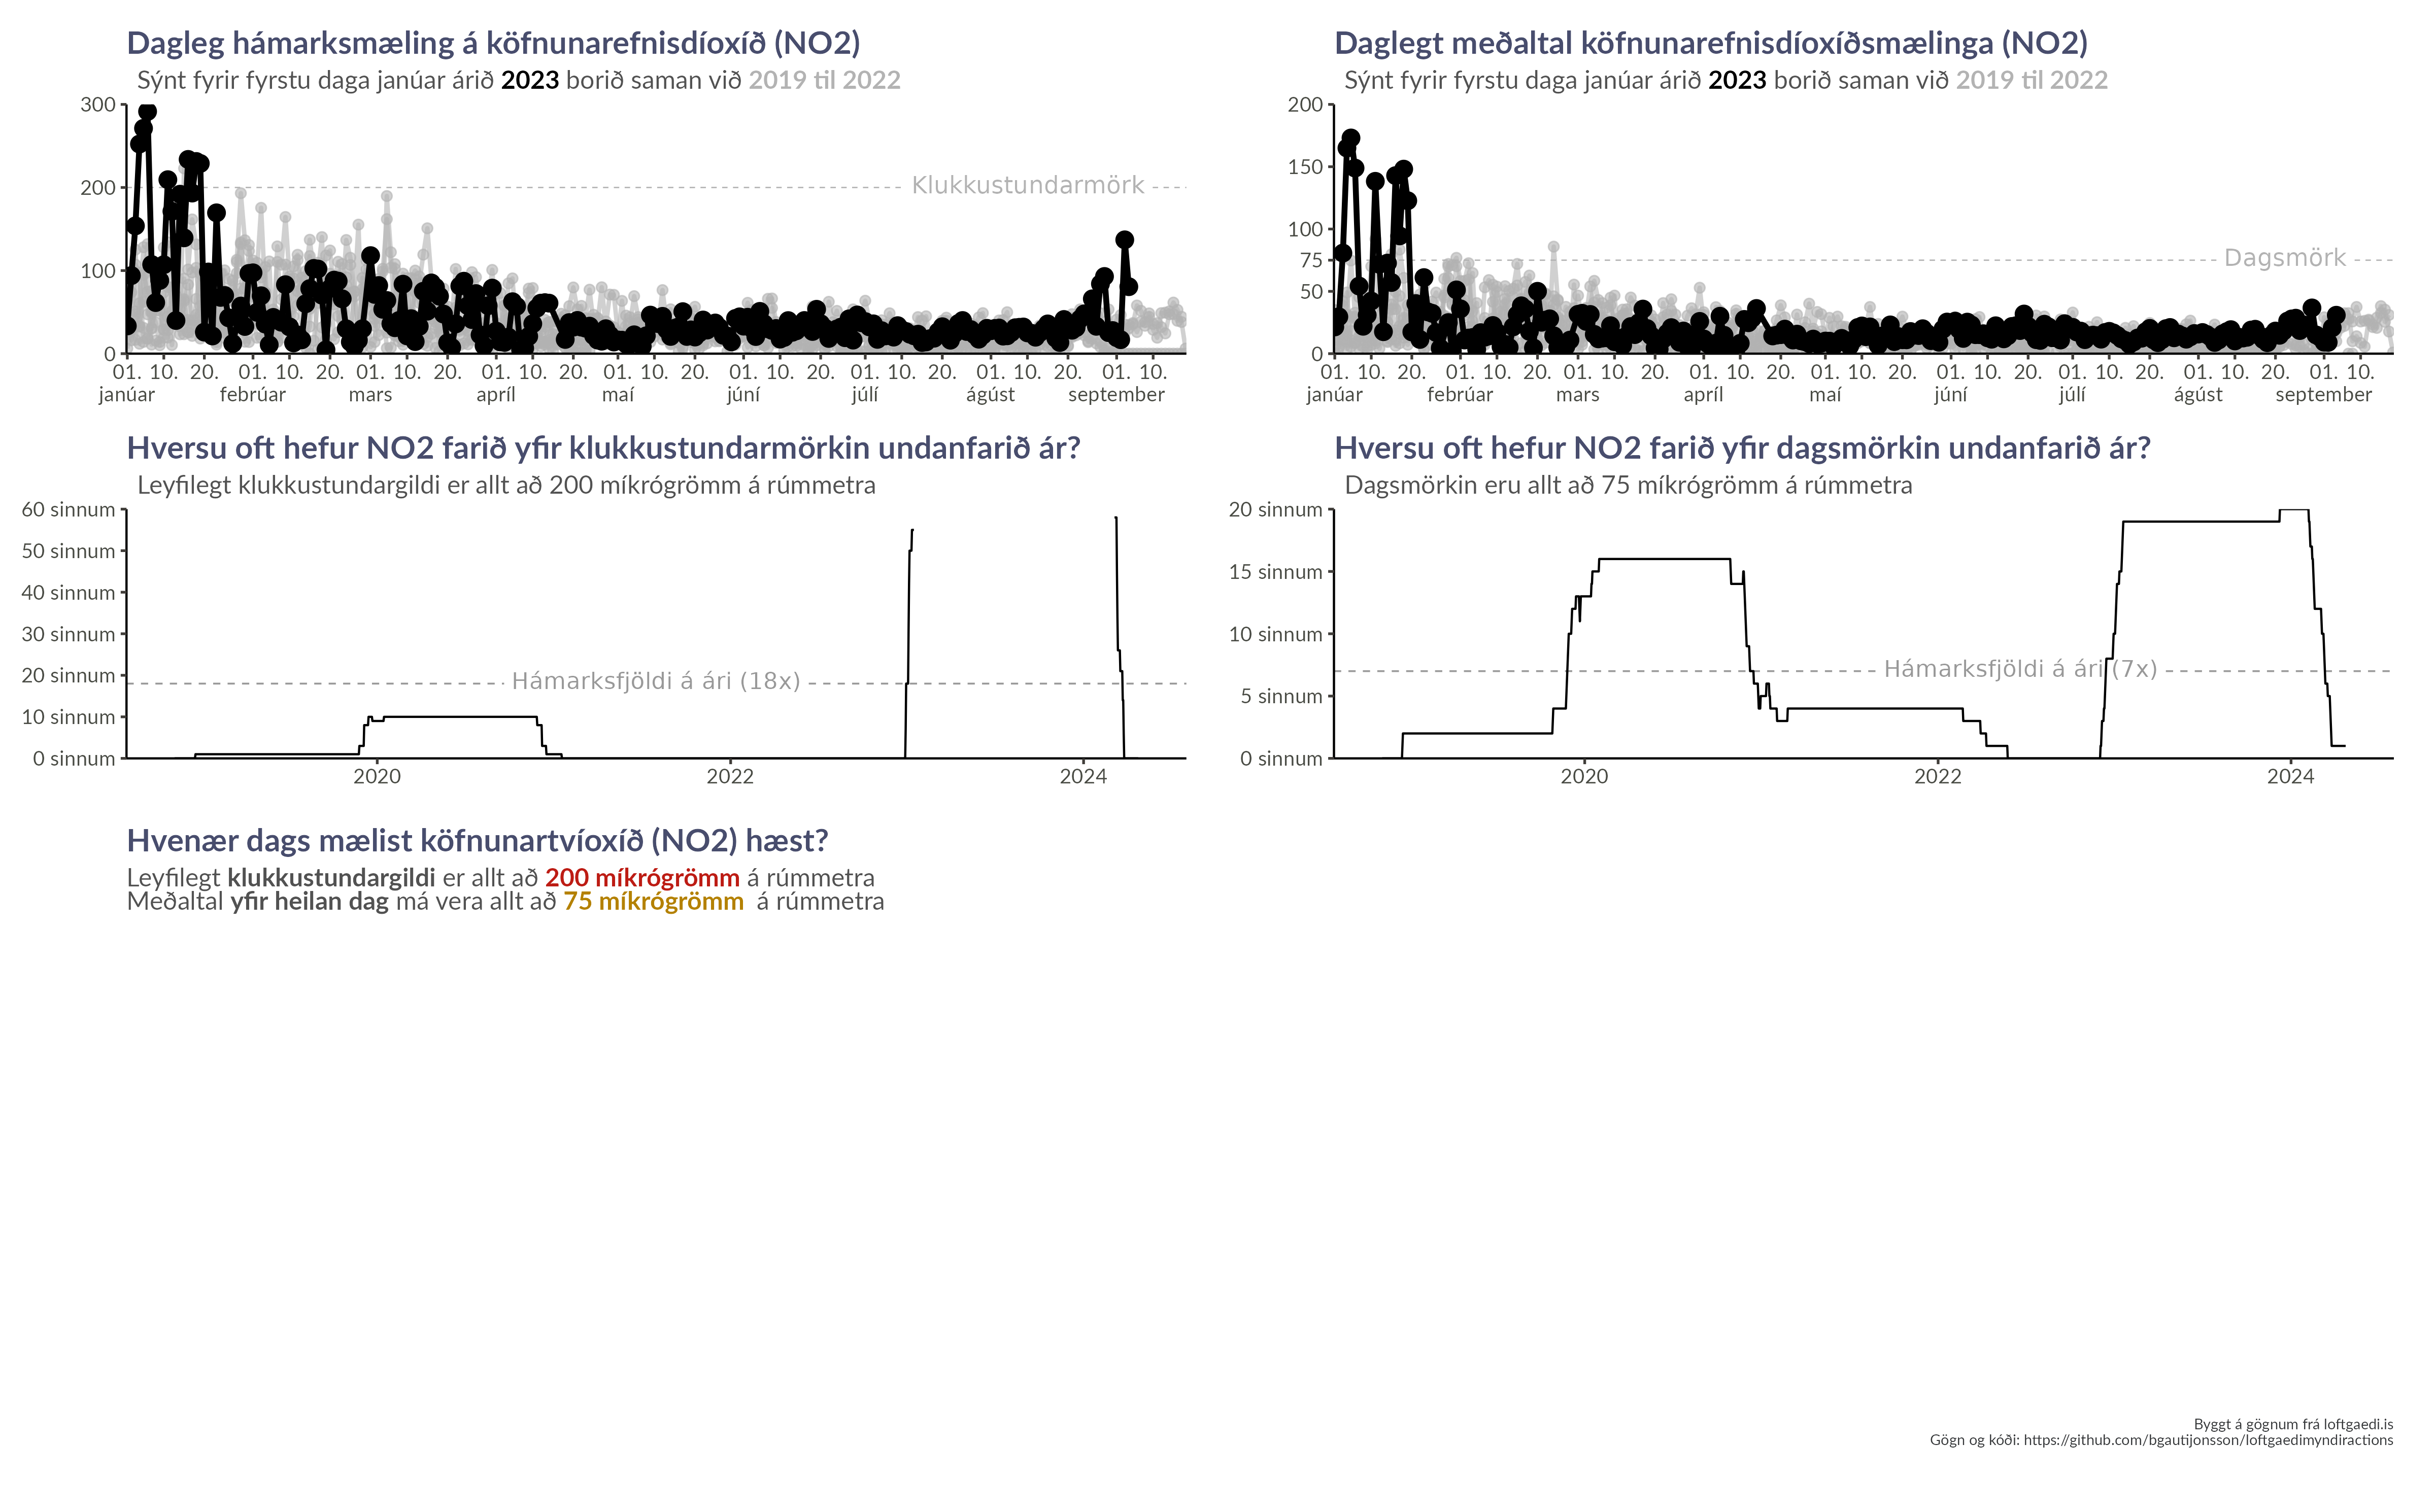 Dagleg hámarksmæling á köfnunarefnisdíoxíð (NO2)
Sýnt fyrir fyrstu daga janúar árið 2023 borið saman við 2019 til 2022
300
200
100
0
Klukkustundarmörk
01. 10. 20. 01. 10. 20. 01. 10. 20. 01. 10. 20. 01. 10. 20. 01. 10. 20. 01. 10. 20. 01. 10. 20. 01. 10.
janúar febrúar mars apríl maí júní júlí ágúst september
Daglegt meðaltal köfnunarefnisdíoxíðsmælinga (NO2)
Sýnt fyrir fyrstu daga janúar árið 2023 borið saman við 2019 til 2022
200
150
100
75
50
0
Dagsmörk
01. 10. 20. 01. 10. 20. 01. 10. 20. 01. 10. 20. 01. 10. 20. 01. 10. 20. 01. 10. 20. 01. 10. 20. 01. 10.
janúar febrúar mars apríl maí júní júlí ágúst september
Hversu oft hefur NO2 farið yfir klukkustundarmörkin undanfarið ár?
Leyfilegt klukkustundargildi er allt að 200 míkrógrömm á rúmmetra
60 sinnum
50 sinnum
40 sinnum
30 sinnum
20 sinnum
10 sinnum
0 sinnum
Hámarksfjöldi á ári (18x)
2020 2022 2024
Hversu oft hefur NO2 farið yfir dagsmörkin undanfarið ár?
Dagsmörkin eru allt að 75 míkrógrömm á rúmmetra
20 sinnum
15 sinnum
10 sinnum
5 sinnum
0 sinnum
Hámarksfjöldi á ári (7x)
2020 2022 2024
Hvenær dags mælist köfnunartvíoxíð (NO2) hæst?
Leyfilegt klukkustundargildi er allt að 200 míkrógrömm á rúmmetra
Meðaltal yfir heilan dag má vera allt að 75 míkrógrömm á rúmmetra
Byggt á gögnum frá loftgaedi.is
Gögn og kóði: https://github.com/bgautijonsson/loftgaedimyndiractions